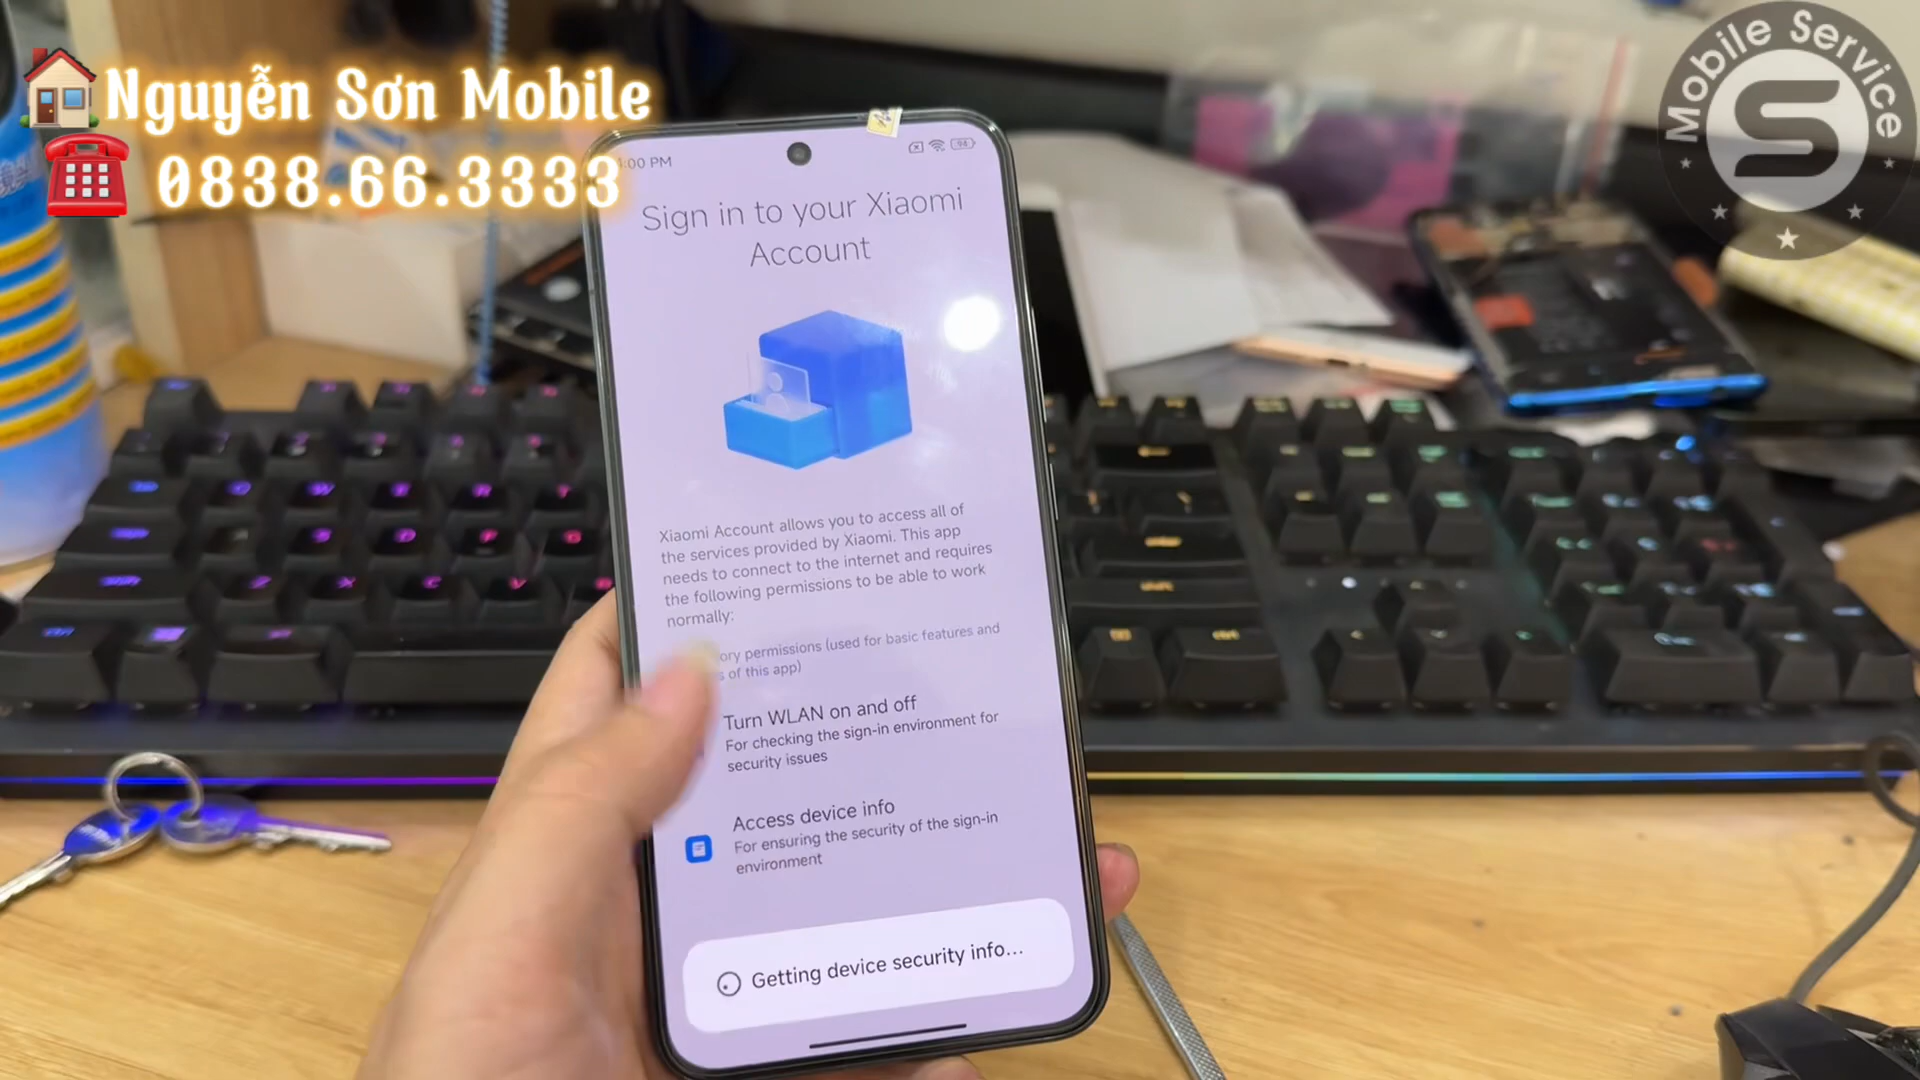 Nguyễn Sơn Mobile
0838.66.3333
Mobile Service
S
:00 PM
94
Sign in to your Xiaomi
Account
Xiaomi Account allows you to access all of
the services provided by Xiaomi. This app
needs to connect to the internet and requires
the following permissions to be able to work
normally:
ory permissions (used for basic features and
s of this app)
Turn WLAN on and off
For checking the sign-in environment for
security issues
Access device info
For ensuring the security of the sign-in
environment
Getting device security info...